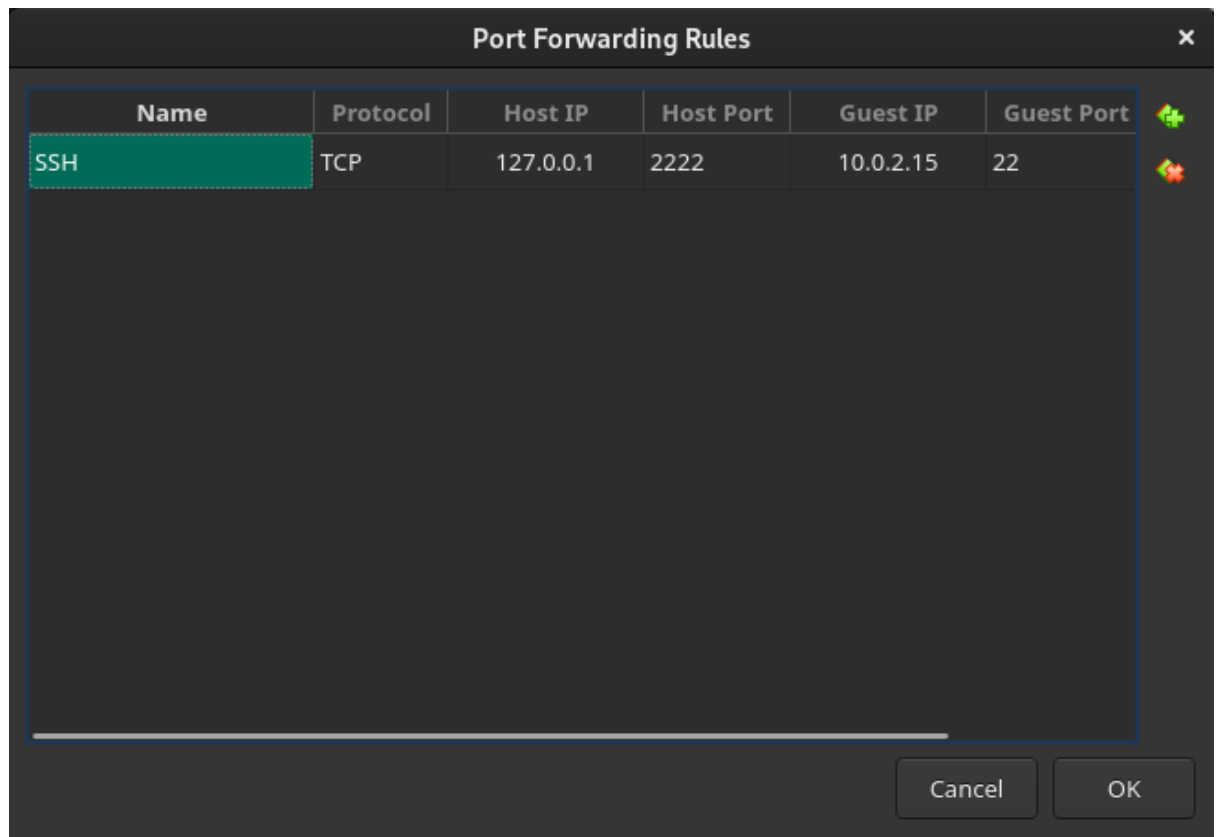 Port Forwarding Rules
Name Protocol Host IP Host Port Guest IP Guest Port
SSH TCP 127.0.0.1 2222 10.0.2.15 22
Cancel OK